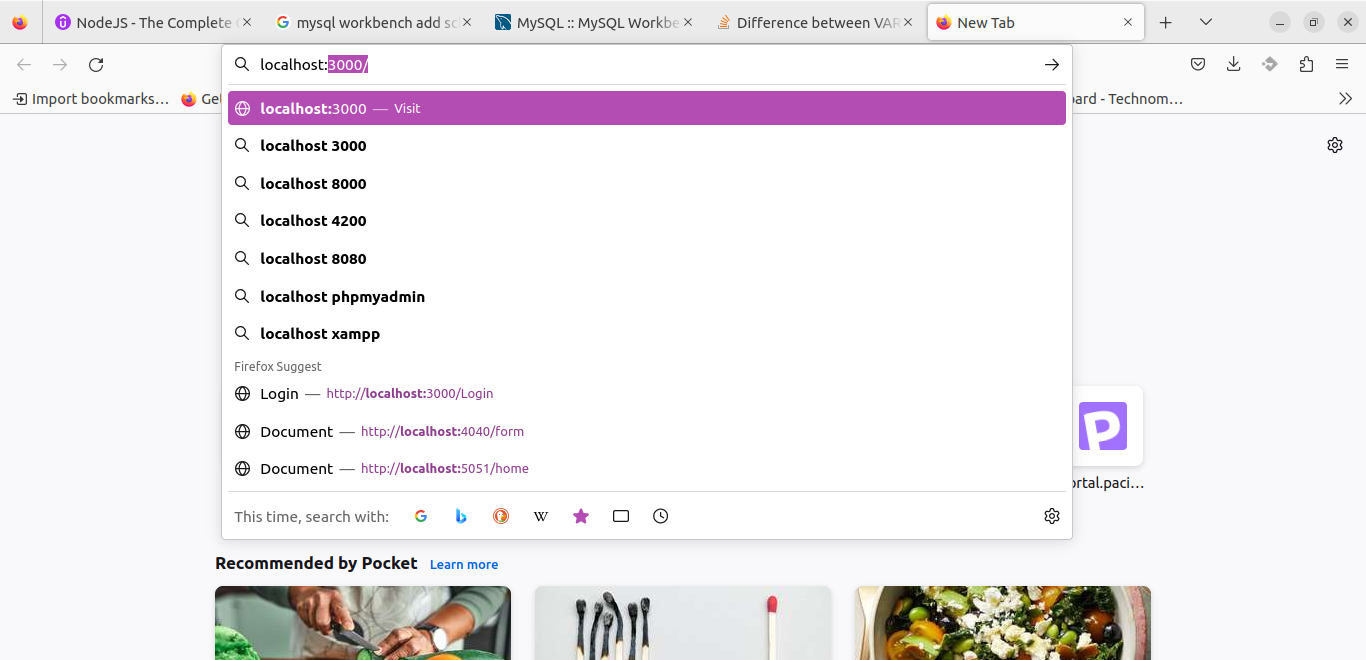 NodeJS - The Complete
mysql workbench add sc
MySQL :: MySQL Workbe
Difference between VAR
New Tab
localhost:3000/
Import bookmarks…
Get
ard - Technom…
localhost:3000 — Visit
localhost 3000
localhost 8000
localhost 4200
localhost 8080
localhost phpmyadmin
localhost xampp
Firefox Suggest
Login — http://localhost:3000/Login
Document — http://localhost:4040/form
Document — http://localhost:5051/home
ortal.paci…
This time, search with:
W
Recommended by Pocket Learn more